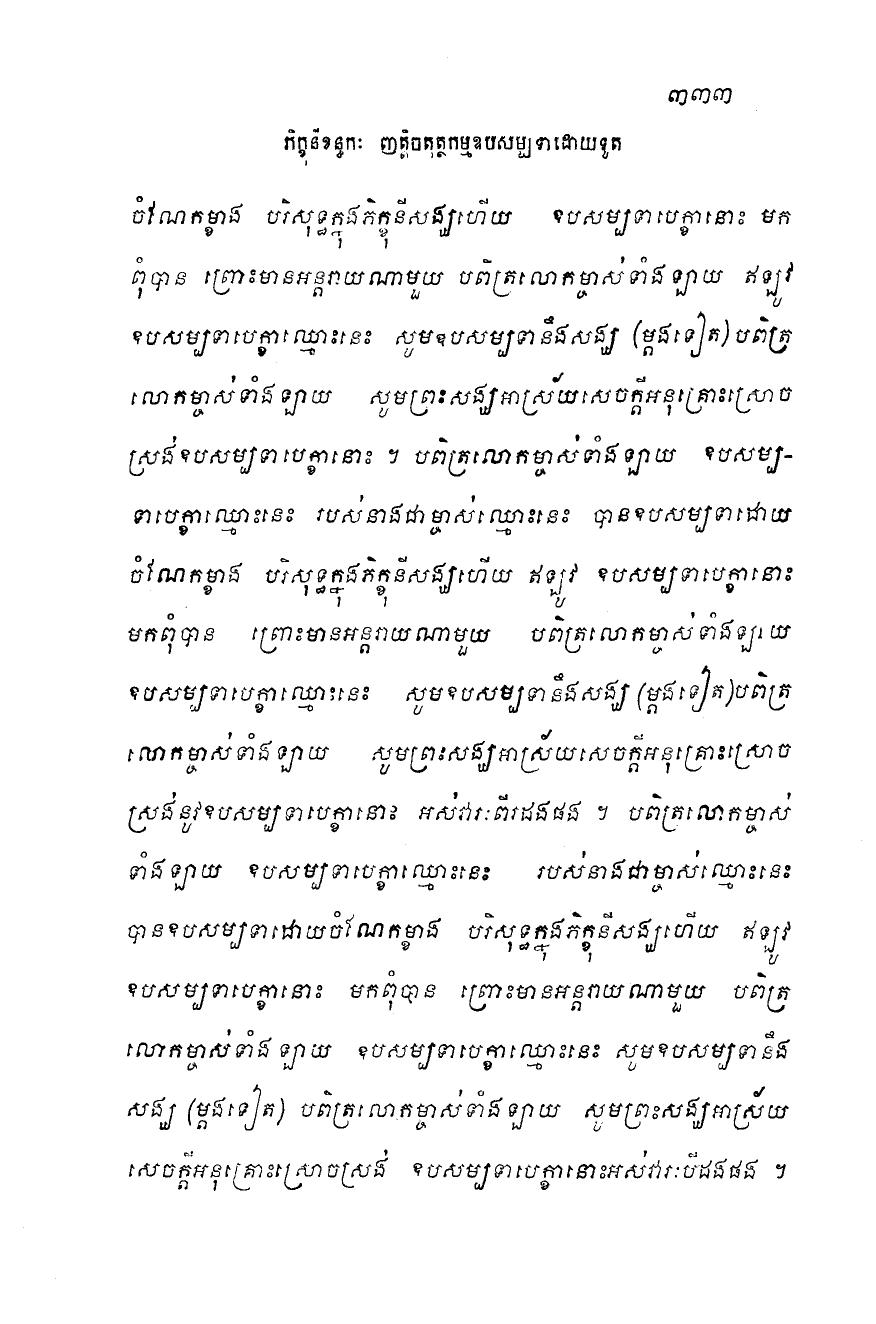 ៣៣៣
ភិក្ខុនីខន្ធកៈ ញត្តិចតុត្ថកម្មឧបសម្បទាដោយទូត
ចំណែកម្ខាង បរិសុទ្ធក្នុងភិក្ខុនីសង្ឃហើយ ឧបសម្បទាបេក្ខានោះ មក
ពុំបាន ព្រោះមានអន្តរាយណាមួយ បពិត្រលោកម្ចាស់ទាំងឡាយ ឥឡូវ
ឧបសម្បទាបេក្ខាឈ្មោះនេះ សូមឧបសម្បទានឹងសង្ឃ (ម្តងទៀត) បពិត្រ
លោកម្ចាស់ទាំងឡាយ សូមព្រះសង្ឃអាស្រ័យសេចក្តីអនុគ្រោះស្រោច
ស្រង់ឧបសម្បទាបេក្ខានោះ ។ បពិត្រលោកម្ចាស់ទាំងឡាយ ឧបសម្ប-
ទាបេក្ខាឈ្មោះនេះ របស់នាងជាម្ចាស់ឈ្មោះនេះ បានឧបសម្បទាដោយ
ចំណែកម្ខាង បរិសុទ្ធក្នុងភិក្ខុនីសង្ឃហើយ ឥឡូវ ឧបសម្បទាបេក្ខានោះ
មកពុំបាន ព្រោះមានអន្តរាយណាមួយ បពិត្រលោកម្ចាស់ទាំងឡាយ
ឧបសម្បទាបេក្ខាឈ្មោះនេះ សូមឧបសម្បទានឹងសង្ឃ (ម្តងទៀត) បពិត្រ
លោកម្ចាស់ទាំងឡាយ សូមព្រះសង្ឃអាស្រ័យសេចក្តីអនុគ្រោះស្រោច
ស្រង់នូវឧបសម្បទាបេក្ខានោះ អស់វារៈពីរដងផង ។ បពិត្រលោកម្ចាស់
ទាំងឡាយ ឧបសម្បទាបេក្ខាឈ្មោះនេះ របស់នាងជាម្ចាស់ឈ្មោះនេះ
បានឧបសម្បទាដោយចំណែកម្ខាង បរិសុទ្ធក្នុងភិក្ខុនីសង្ឃហើយ ឥឡូវ
ឧបសម្បទាបេក្ខានោះ មកពុំបាន ព្រោះមានអន្តរាយណាមួយ បពិត្រ
លោកម្ចាស់ទាំងឡាយ ឧបសម្បទាបេក្ខាឈ្មោះនេះ សូមឧបសម្បទានឹង
សង្ឃ (ម្តងទៀត) បពិត្រលោកម្ចាស់ទាំងឡាយ សូមព្រះសង្ឃអាស្រ័យ
សេចក្តីអនុគ្រោះស្រោចស្រង់ ឧបសម្បទាបេក្ខានោះអស់វារៈបីដងផង ។